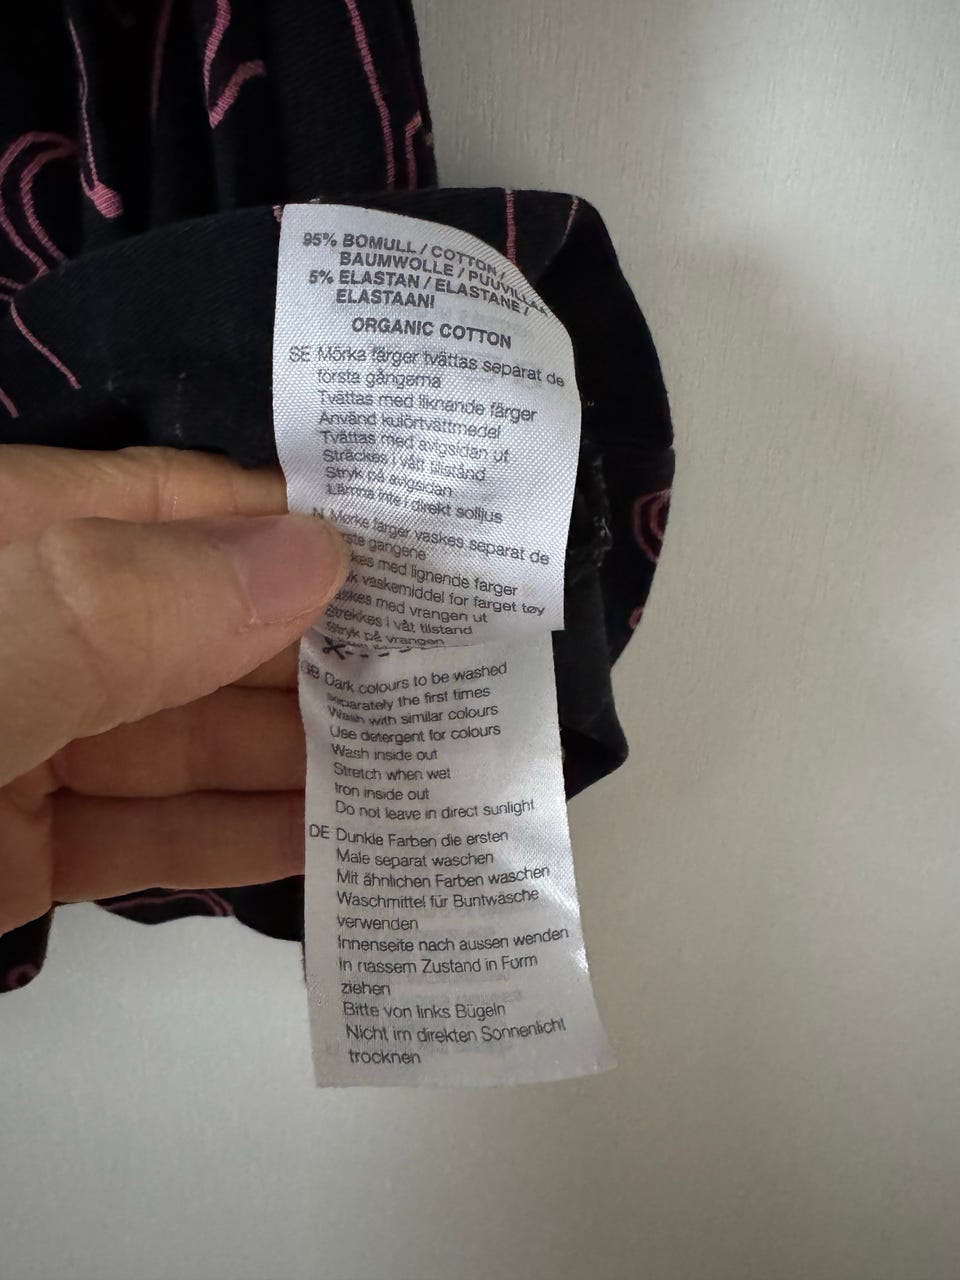 95% BOMULL / COTTON /
BAUMWOLLE / PUUVILLAA
5% ELASTAN / ELASTANE /
ELASTAANI
ORGANIC COTTON
SE Mörka färger tvättas separat de
första gångerna
Tvättas med liknande färger
Använd kulörtvättmedel
Tvättas med avigsidan ut
Sträckes i vått tillstånd
Stryk på avigsidan
Lämna inte i direkt solljus
N Mørke farger vaskes separat de
gangene
med lignende farger
vaskemiddel for farget tøy
med vrangen ut
Strekkes i våt tilstand
Stryk på vrangen
GB Dark colours to be washed
separately the first times
Wash with similar colours
Use detergent for colours
Wash inside out
Stretch when wet
Iron inside out
Do not leave in direct sunlight
DE Dunkle Farben die ersten
Male separat waschen
Mit ähnlichen Farben waschen
Waschmittel für Buntwäsche
verwenden
Innenseite nach aussen wenden
In nassem Zustand in Form
ziehen
Bitte von links Bügeln
Nicht im direkten Sonnenlicht
trocknen